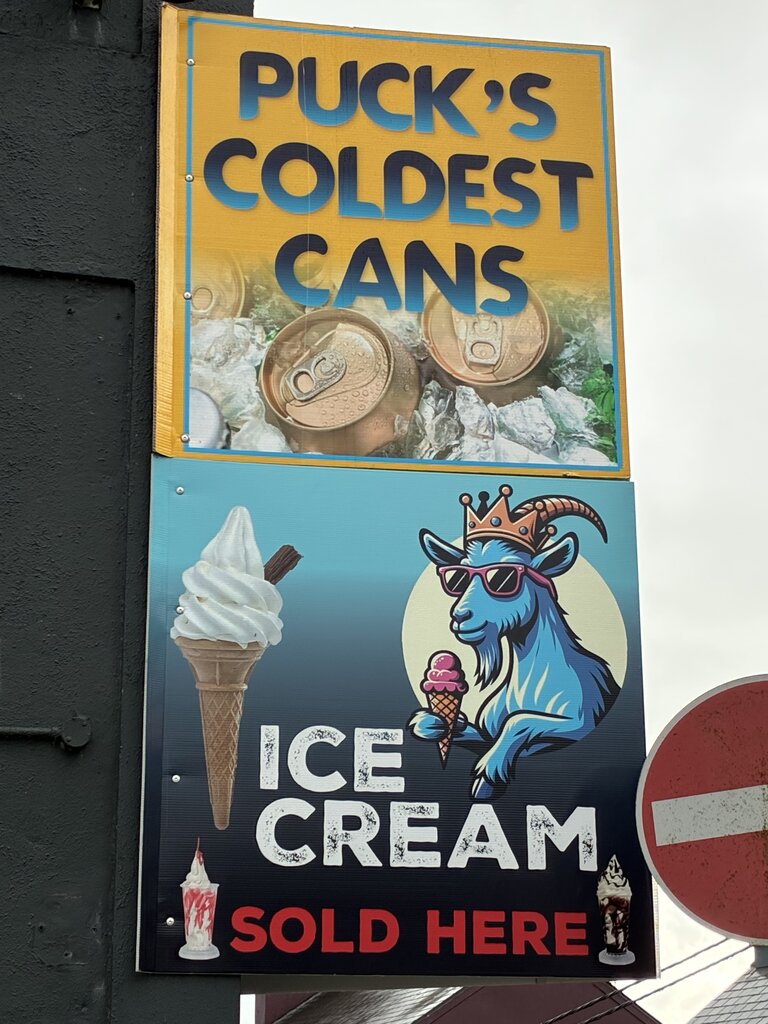 PUCK'S
COLDEST
CANS
ICE
CREAM
SOLD HERE